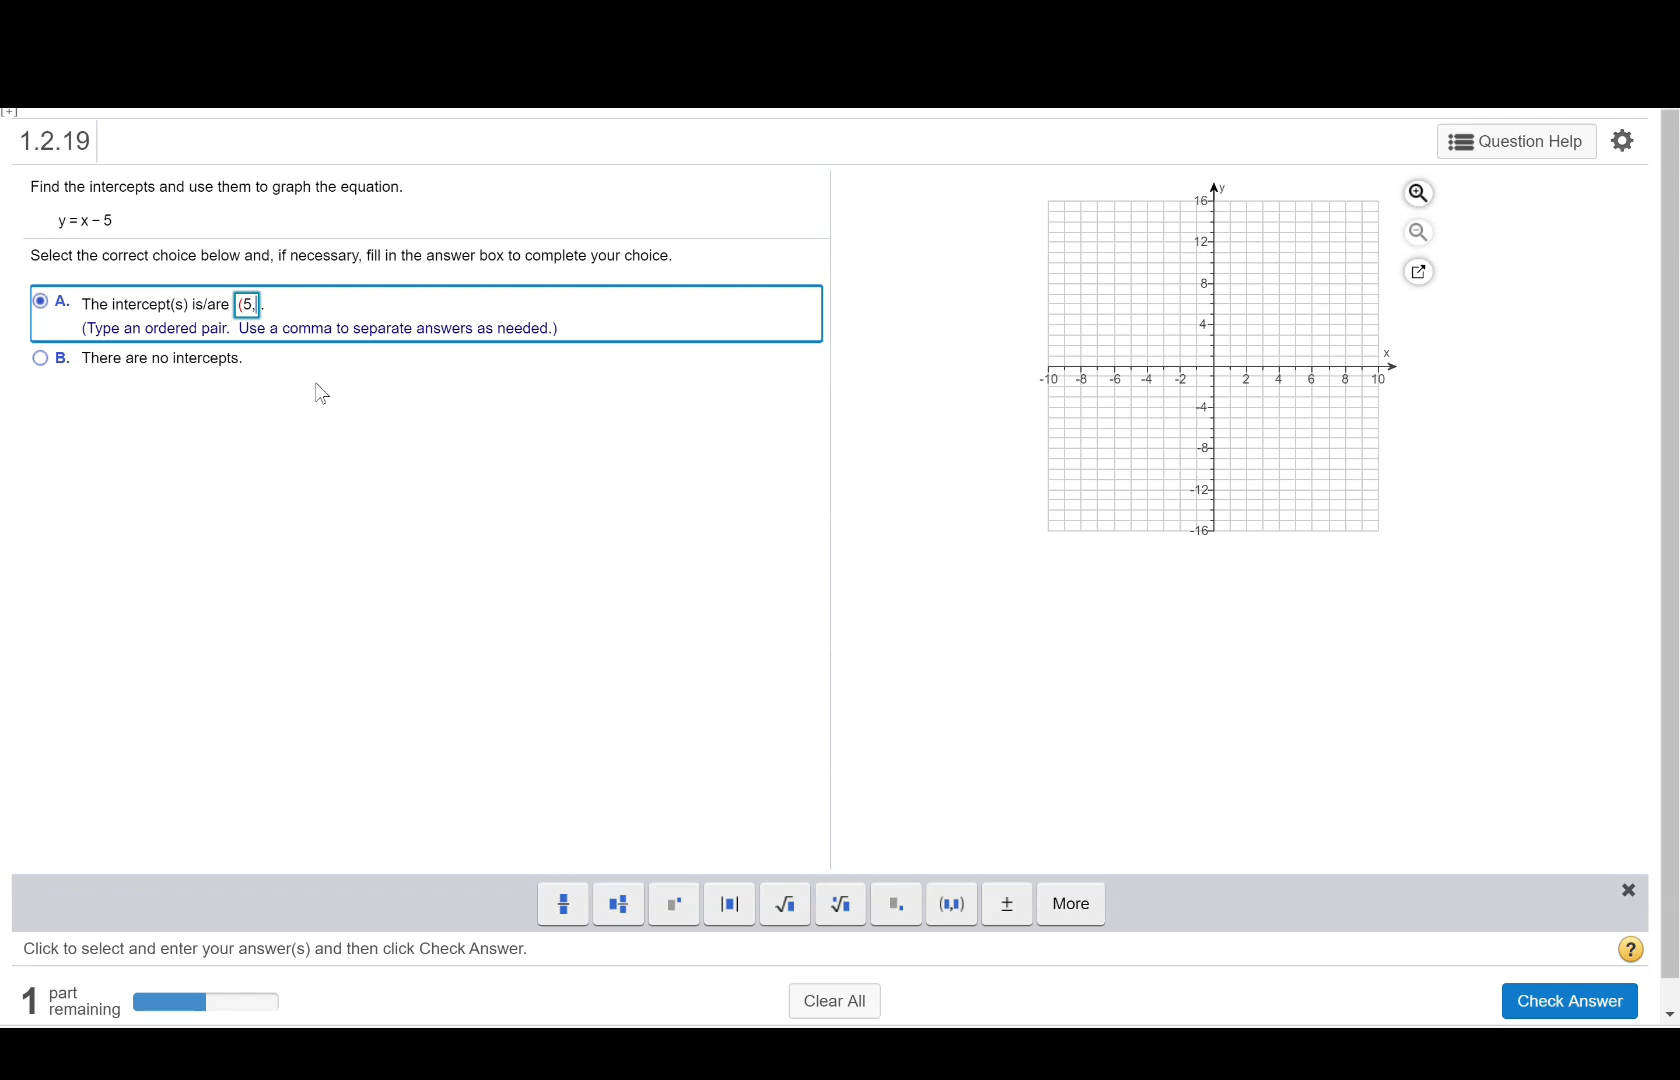 [+]
1.2.19
Question Help
Find the intercepts and use them to graph the equation.
y = x − 5
Select the correct choice below and, if necessary, fill in the answer box to complete your choice.
A. The intercept(s) is/are (5, .
(Type an ordered pair. Use a comma to separate answers as needed.)
B. There are no intercepts.
y
16
12
8
4
x
-10 -8 -6 -4 -2 2 4 6 8 10
-4
-8
-12
-16
More
Click to select and enter your answer(s) and then click Check Answer.
?
1 part remaining
Clear All
Check Answer